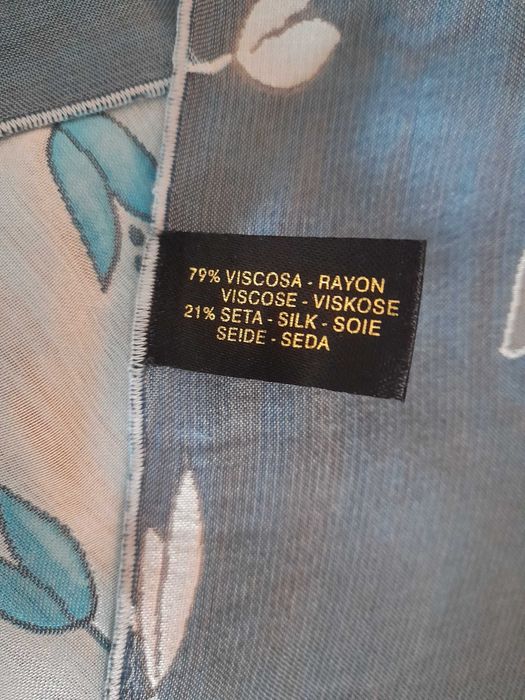 79% VISCOSA - RAYON
VISCOSE - VISKOSE
21% SETA - SILK - SOIE
SEIDE - SEDA